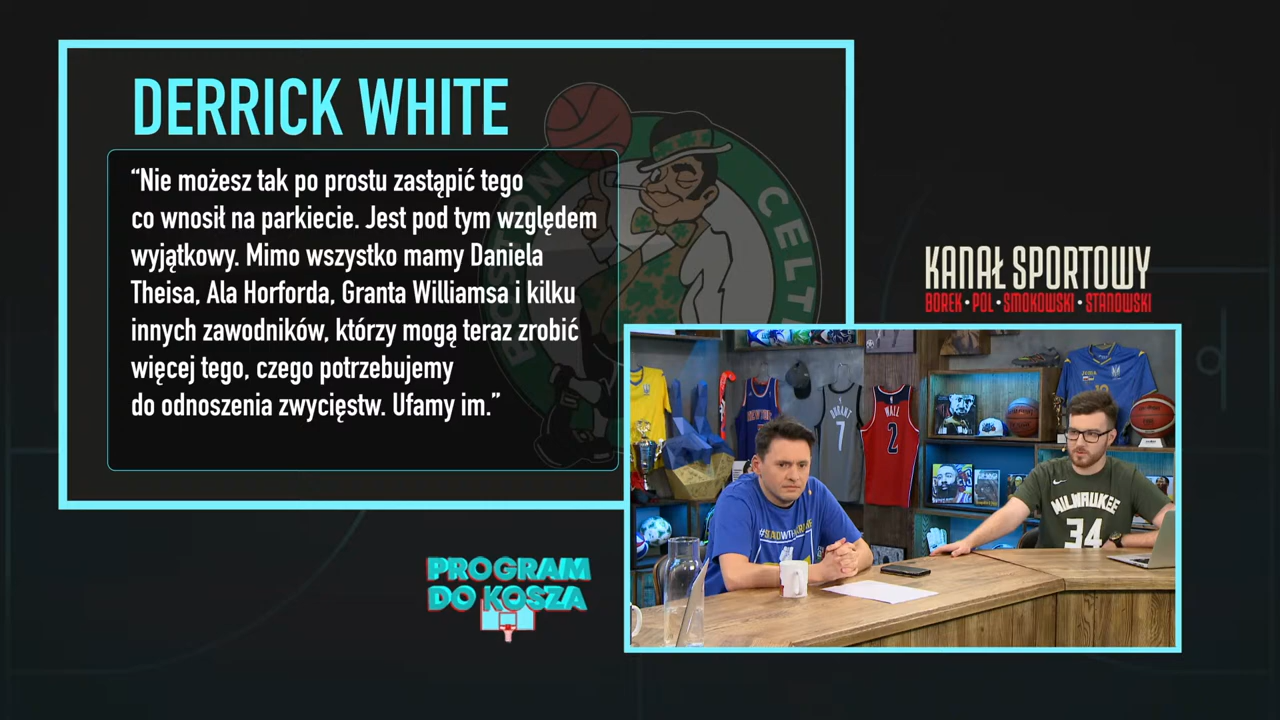 DERRICK WHITE
“Nie możesz tak po prostu zastąpić tego
co wnosił na parkiecie. Jest pod tym względem
wyjątkowy. Mimo wszystko mamy Daniela
Theisa, Ala Horforda, Granta Williamsa i kilku
innych zawodników, którzy mogą teraz zrobić
więcej tego, czego potrzebujemy
do odnoszenia zwycięstw. Ufamy im.”
BOSTON
KANAŁ SPORTOWY
BOREK • POL • SMOKOWSKI • STANOWSKI
PROGRAM
DO KOSZA
DURANT
7
WALL
2
MILWAUKEE
34